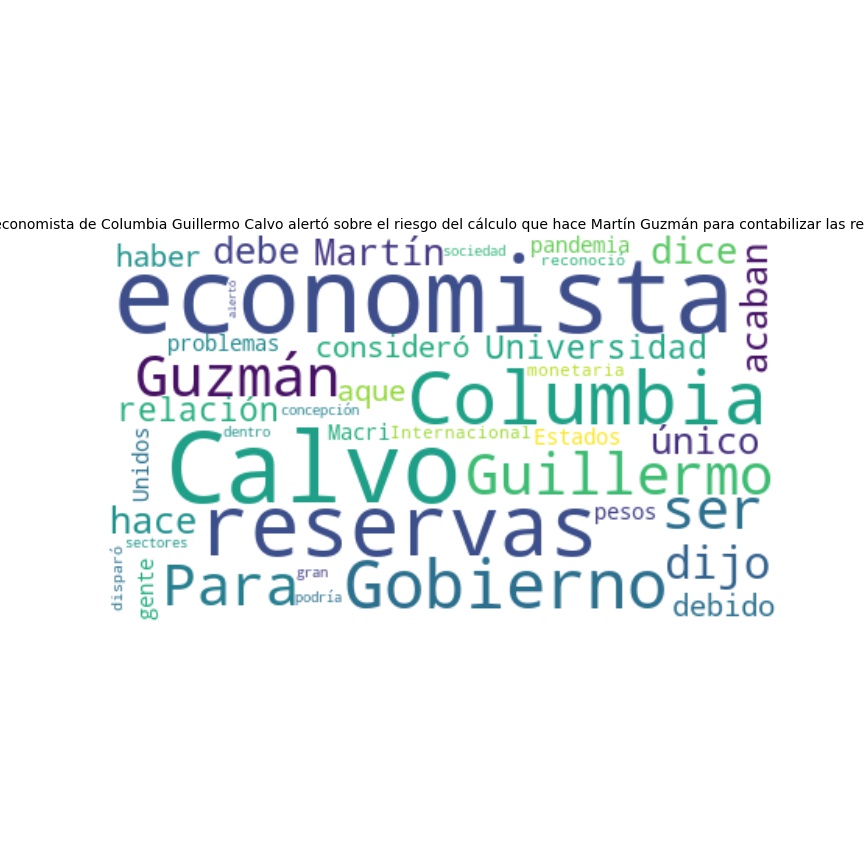 economista de Columbia Guillermo Calvo alertó sobre el riesgo del cálculo que hace Martín Guzmán para contabilizar las re
haber debe Martín sociedad pandemia reconoció dice acaban
economista alertó
problemas consideró Universidad
Guzmán aque Columbia monetaria
relación concepción
Unidos dentro Macri Internacional Estados único
Calvo Guillermo
hace reservas pesos ser
sectores
disparó gente Para gran podría Gobierno dijo debido